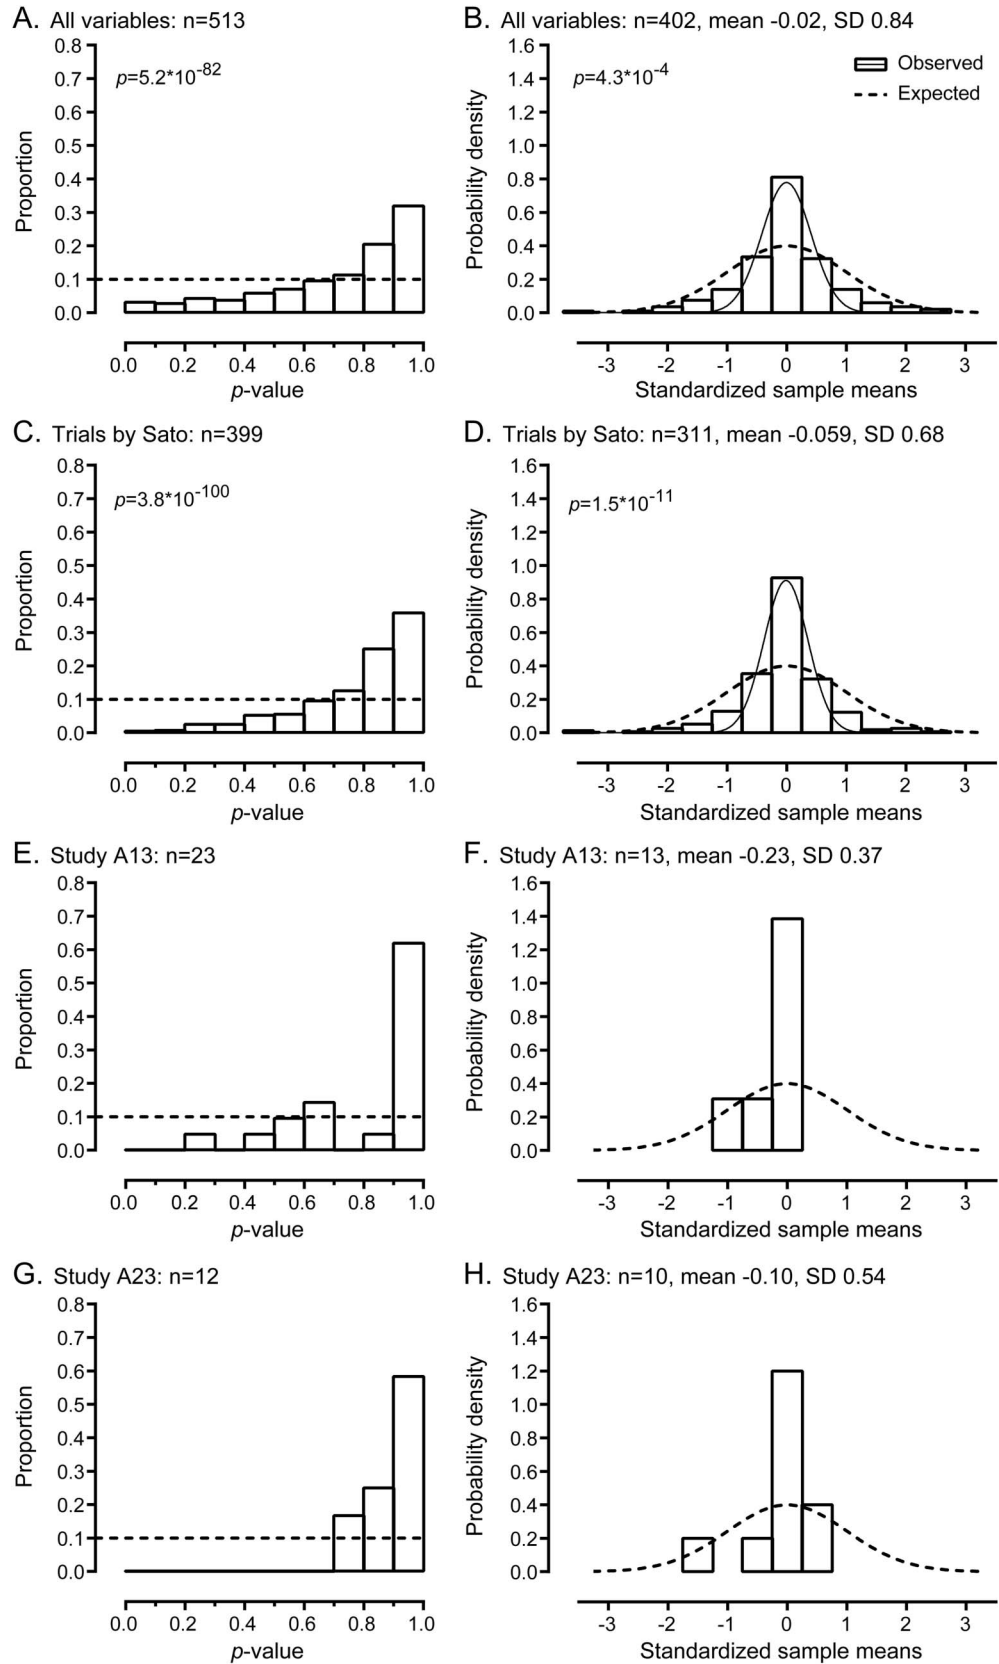 A. All variables: n=513
0.8
0.7
0.6
0.5
0.4
0.3
0.2
0.1
0.0
Proportion
p=5.2*10-82
0.0 0.2 0.4 0.6 0.8 1.0
p-value
B. All variables: n=402, mean -0.02, SD 0.84
1.6
1.4
1.2
1.0
0.8
0.6
0.4
0.2
0.0
Probability density
p=4.3*10-4
Observed
Expected
-3 -2 -1 0 1 2 3
Standardized sample means
C. Trials by Sato: n=399
0.8
0.7
0.6
0.5
0.4
0.3
0.2
0.1
0.0
Proportion
p=3.8*10-100
0.0 0.2 0.4 0.6 0.8 1.0
p-value
D. Trials by Sato: n=311, mean -0.059, SD 0.68
1.6
1.4
1.2
1.0
0.8
0.6
0.4
0.2
0.0
Probability density
p=1.5*10-11
-3 -2 -1 0 1 2 3
Standardized sample means
E. Study A13: n=23
0.8
0.7
0.6
0.5
0.4
0.3
0.2
0.1
0.0
Proportion
0.0 0.2 0.4 0.6 0.8 1.0
p-value
F. Study A13: n=13, mean -0.23, SD 0.37
1.6
1.4
1.2
1.0
0.8
0.6
0.4
0.2
0.0
Probability density
-3 -2 -1 0 1 2 3
Standardized sample means
G. Study A23: n=12
0.8
0.7
0.6
0.5
0.4
0.3
0.2
0.1
0.0
Proportion
0.0 0.2 0.4 0.6 0.8 1.0
p-value
H. Study A23: n=10, mean -0.10, SD 0.54
1.6
1.4
1.2
1.0
0.8
0.6
0.4
0.2
0.0
Probability density
-3 -2 -1 0 1 2 3
Standardized sample means